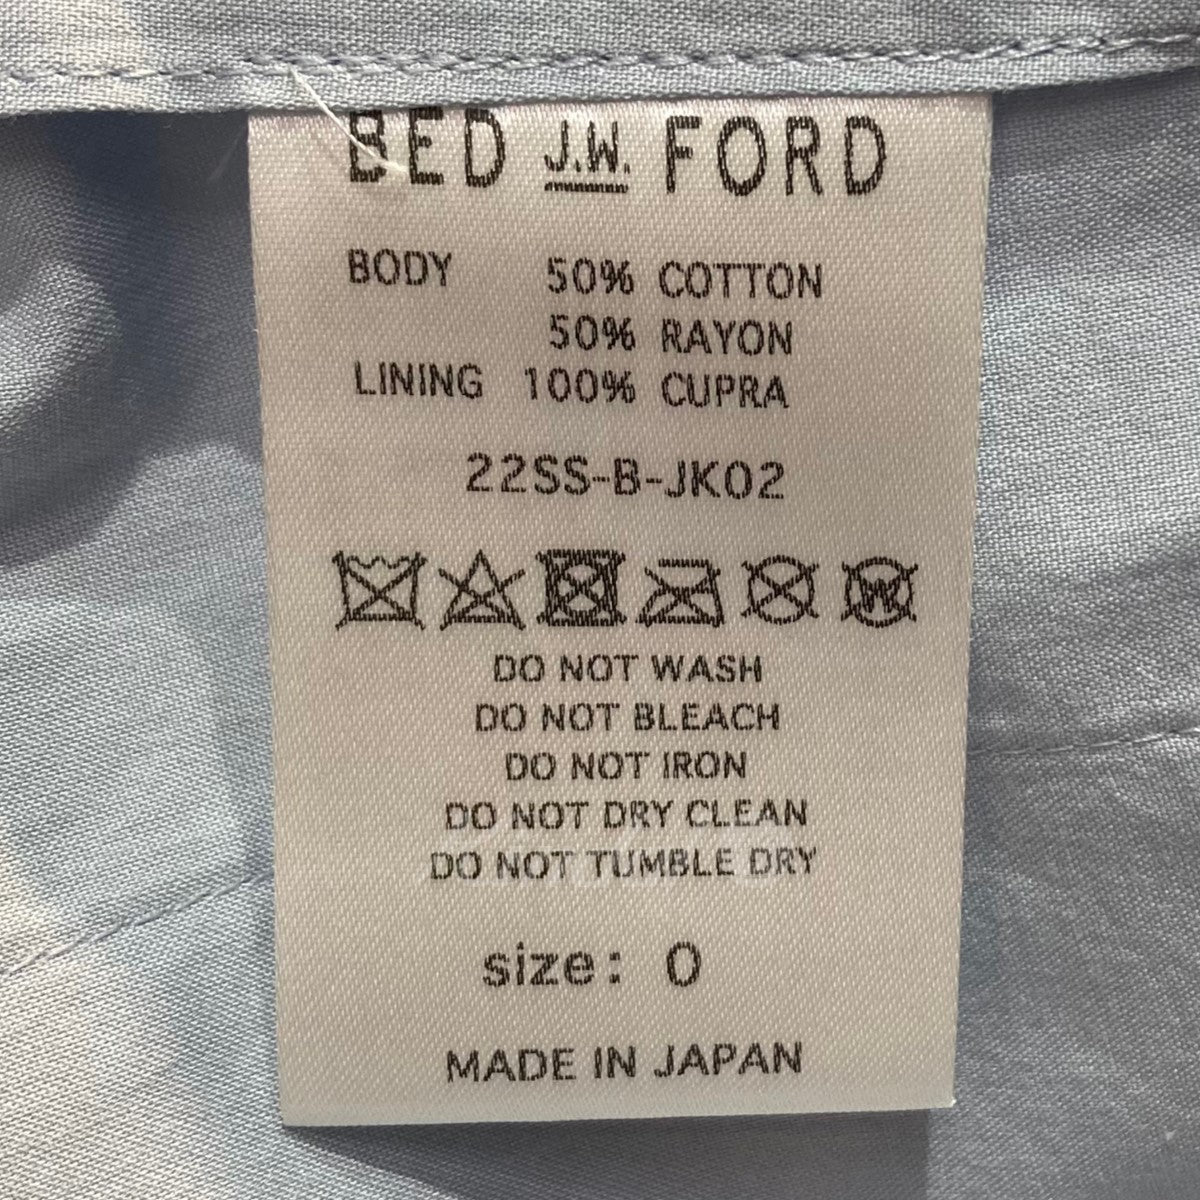 BED J.W. FORD
BODY 50% COTTON
50% RAYON
LINING 100% CUPRA
22SS-B-JK02
W
DO NOT WASH
DO NOT BLEACH
DO NOT IRON
DO NOT DRY CLEAN
DO NOT TUMBLE DRY
size: 0
MADE IN JAPAN